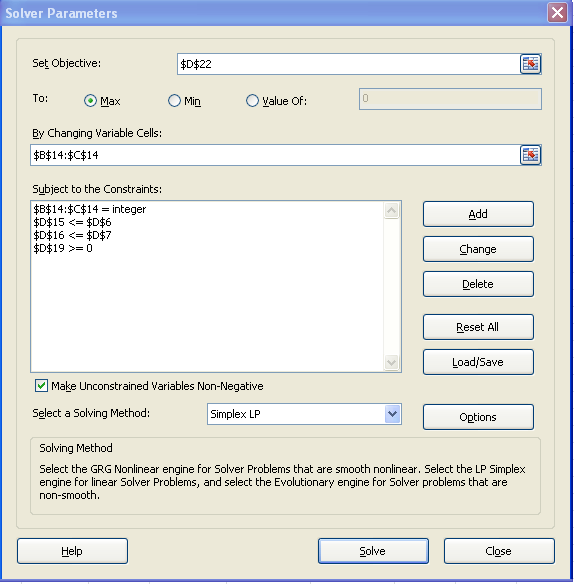 Solver Parameters
Set Objective:
$D$22
To:
Max
Min
Value Of:
0
By Changing Variable Cells:
$B$14:$C$14
Subject to the Constraints:
$B$14:$C$14 = integer
$D$15 <= $D$6
$D$16 <= $D$7
$D$19 >= 0
Add
Change
Delete
Reset All
Load/Save
Make Unconstrained Variables Non-Negative
Select a Solving Method:
Simplex LP
Options
Solving Method
Select the GRG Nonlinear engine for Solver Problems that are smooth nonlinear. Select the LP Simplex
engine for linear Solver Problems, and select the Evolutionary engine for Solver problems that are
non-smooth.
Help
Solve
Close